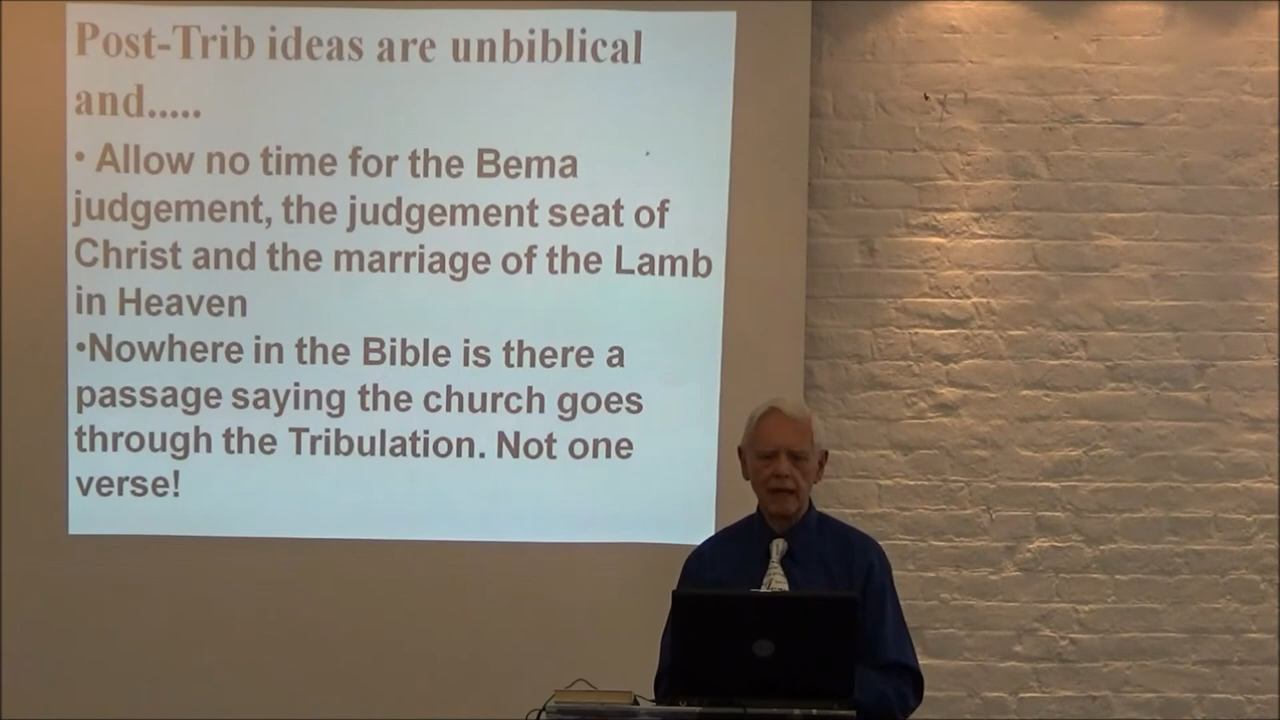 Post-Trib ideas are unbiblical
and.....
• Allow no time for the Bema
judgement, the judgement seat of
Christ and the marriage of the Lamb
in Heaven
•Nowhere in the Bible is there a
passage saying the church goes
through the Tribulation. Not one
verse!